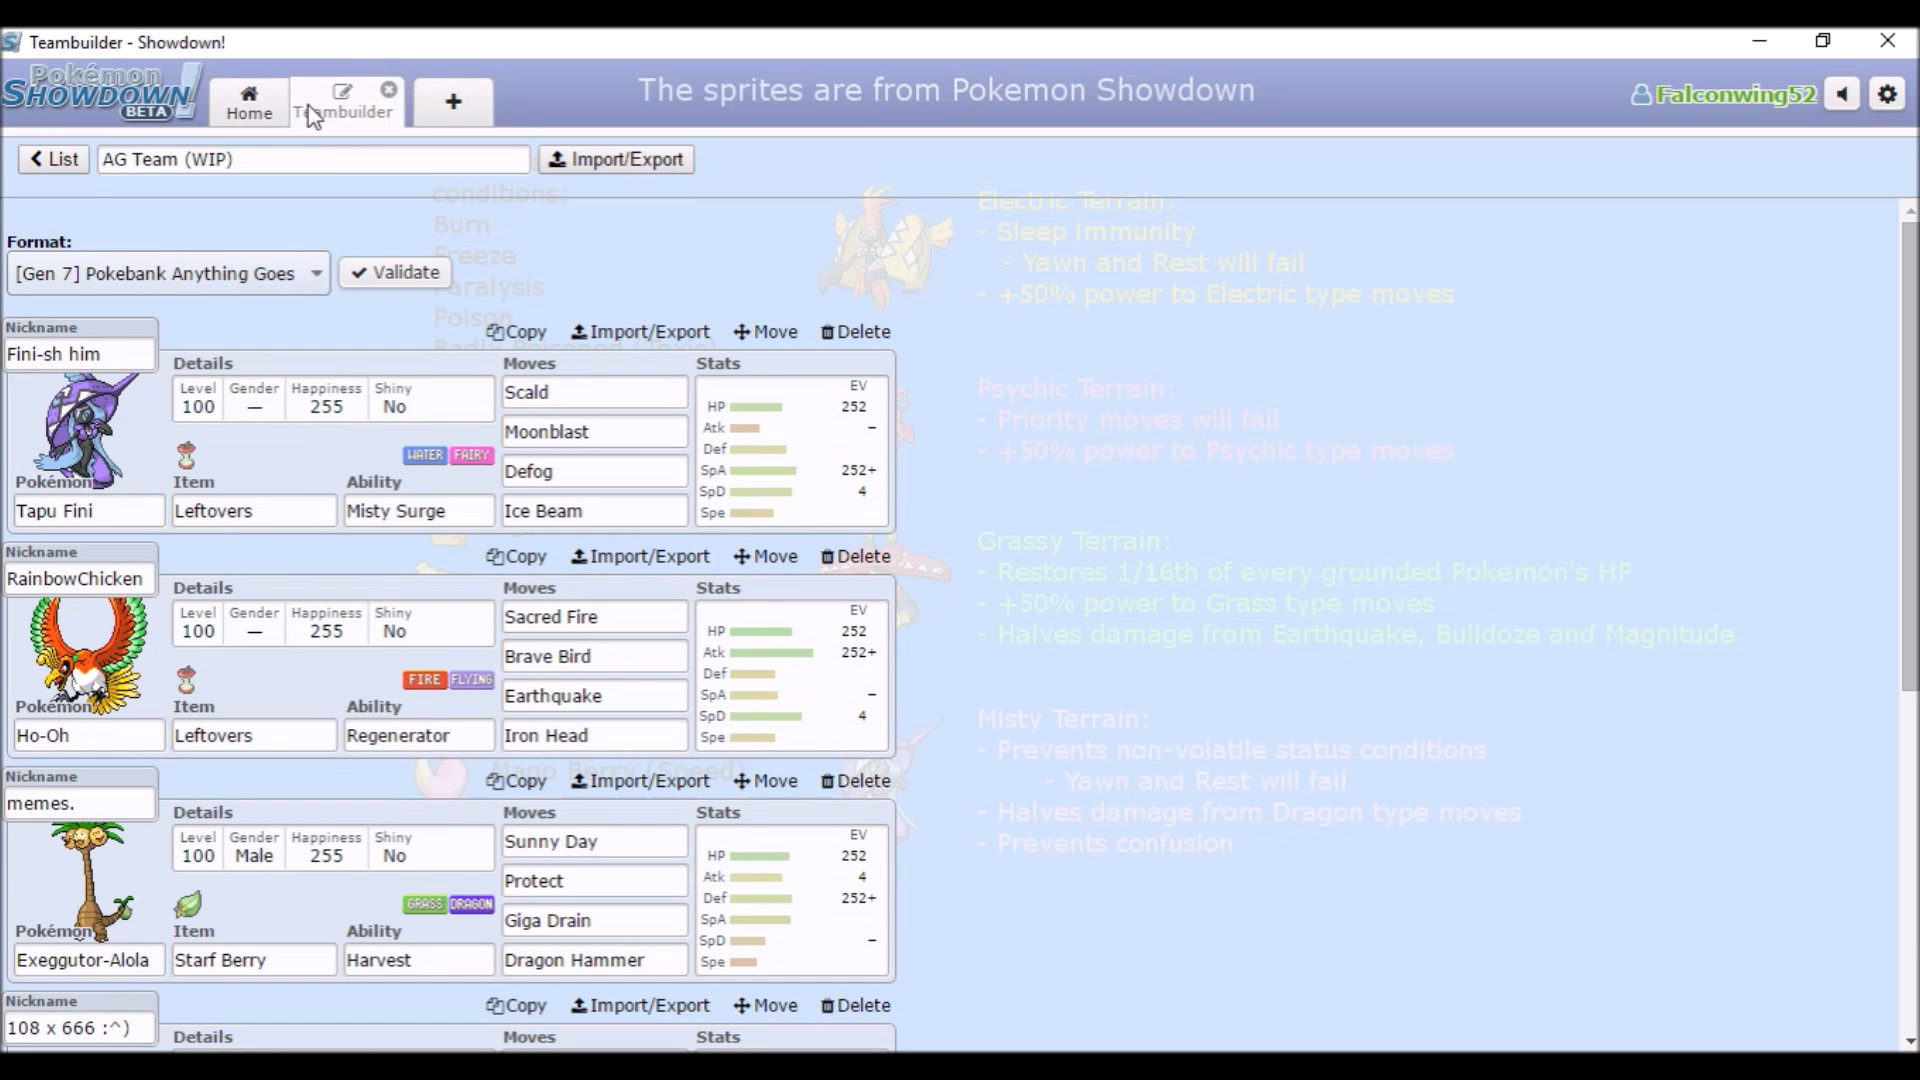 Teambuilder - Showdown!
Pokémon
SHOWDOWN!
BETA
Home
Teambuilder
+
The sprites are from Pokemon Showdown
Falconwing52
List
AG Team (WIP)
Import/Export
conditions:
Burn
Freeze
Paralysis
Poison
Badly Poisoned (Toxic)
Format:
[Gen 7] Pokebank Anything Goes
Validate
Electric Terrain:
- Sleep immunity
- Yawn and Rest will fail
- +50% power to Electric type moves
Psychic Terrain:
- Priority moves will fail
- +50% power to Psychic type moves
Grassy Terrain:
- Restores 1/16th of every grounded Pokemon's HP
- +50% power to Grass type moves
- Halves damage from Earthquake, Bulldoze and Magnitude
Misty Terrain:
- Prevents non-volatile status conditions
- Yawn and Rest will fail
- Halves damage from Dragon type moves
- Prevents confusion
Nickname
Fini-sh him
Copy Import/Export Move Delete
Details Moves Stats
Level Gender Happiness Shiny
100 — 255 No
WATER FAIRY
Pokémon Item Ability
Tapu Fini Leftovers Misty Surge
Scald
Moonblast
Defog
Ice Beam
EV
HP 252
Atk –
Def
SpA 252+
SpD 4
Spe
Nickname
RainbowChicken
Copy Import/Export Move Delete
Details Moves Stats
Level Gender Happiness Shiny
100 — 255 No
FIRE FLYING
Pokémon Item Ability
Ho-Oh Leftovers Regenerator
Sacred Fire
Brave Bird
Earthquake
Iron Head
EV
HP 252
Atk 252+
Def
SpA –
SpD 4
Spe
Nickname
memes.
Mago Berry (Speed)
Copy Import/Export Move Delete
Details Moves Stats
Level Gender Happiness Shiny
100 Male 255 No
GRASS DRAGON
Pokémon Item Ability
Exeggutor-Alola Starf Berry Harvest
Sunny Day
Protect
Giga Drain
Dragon Hammer
EV
HP 252
Atk 4
Def 252+
SpA
SpD –
Spe
Nickname
108 x 666 :^)
Copy Import/Export Move Delete
Details Moves Stats